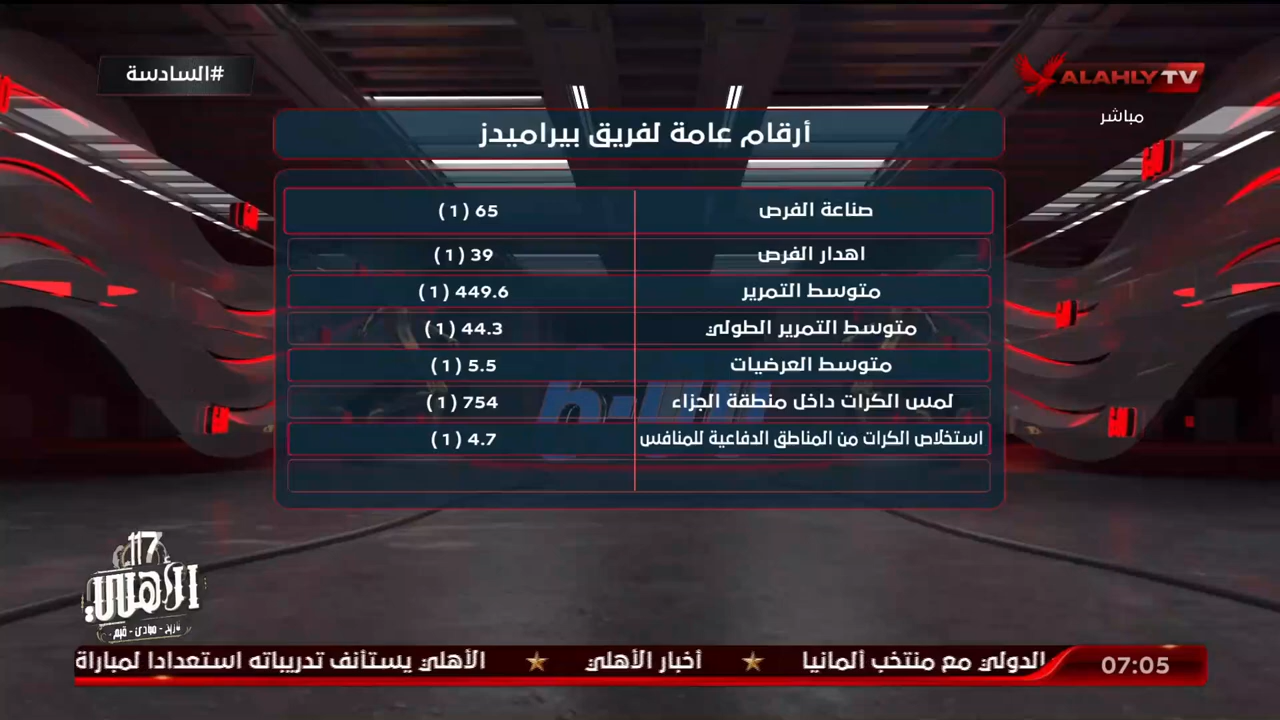 #السادسة
ALAHLY TV
مباشر
أرقام عامة لفريق بيراميدز
صناعة الفرص 65 (1)
اهدار الفرص 39 (1)
متوسط التمرير 449.6 (1)
متوسط التمرير الطولي 44.3 (1)
متوسط العرضيات 5.5 (1)
لمس الكرات داخل منطقة الجزاء 754 (1)
استخلاص الكرات من المناطق الدفاعية للمنافس 4.7 (1)
117
الأهلي
تاريخ - مبادئ - قيم
07:05 الدولي مع منتخب ألمانيا ★ أخبار الأهلي ★ الأهلي يستأنف تدريباته استعدادا لمباراة